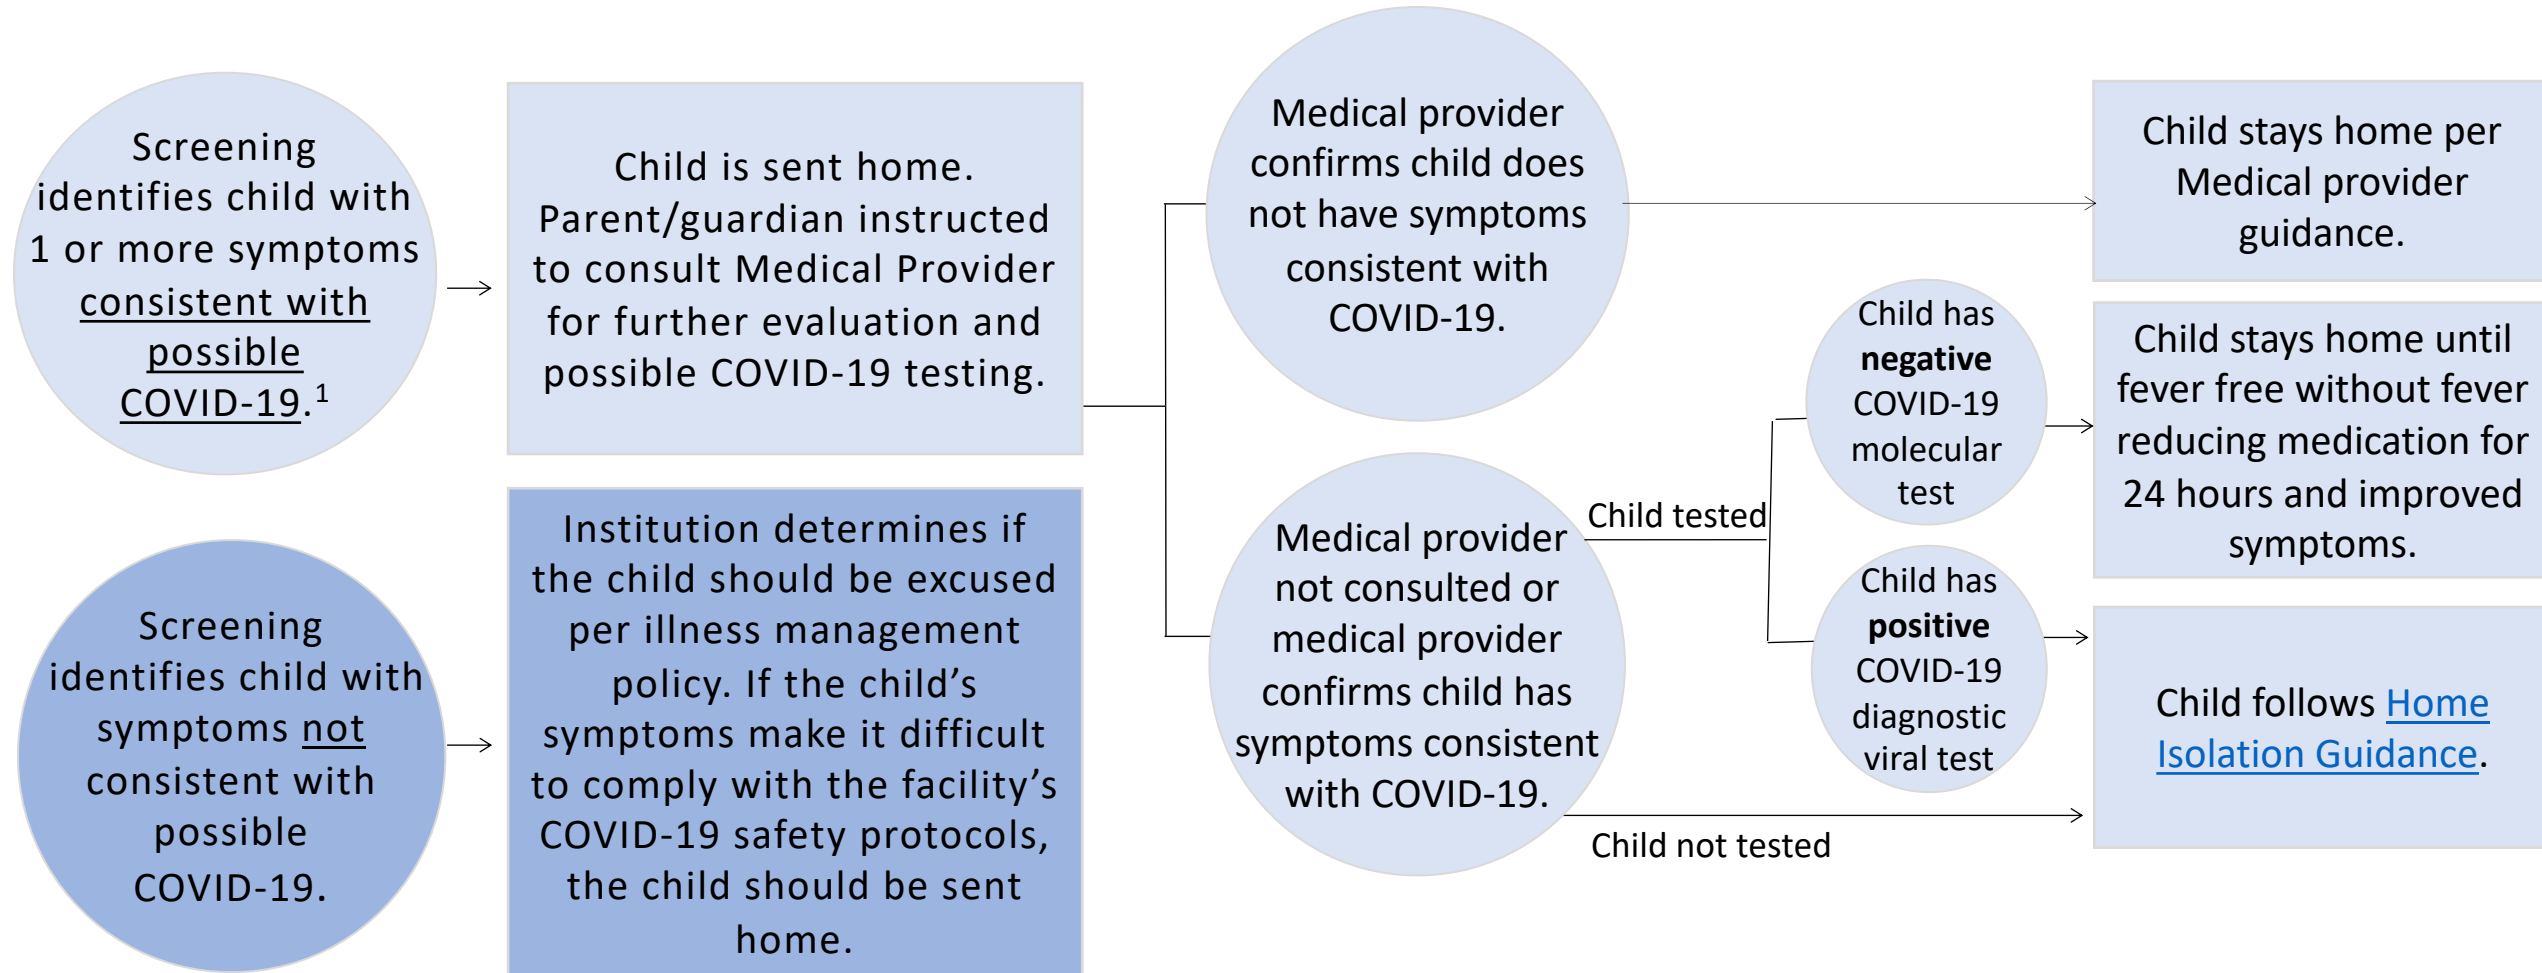 Screening
identifies child with
1 or more symptoms
consistent with
possible
COVID-19.1
Child is sent home.
Parent/guardian instructed
to consult Medical Provider
for further evaluation and
possible COVID-19 testing.
Medical provider
confirms child does
not have symptoms
consistent with
COVID-19.
Child stays home per
Medical provider
guidance.
Child has
negative
COVID-19
molecular
test
Child stays home until
fever free without fever
reducing medication for
24 hours and improved
symptoms.
Screening
identifies child with
symptoms not
consistent with
possible
COVID-19.
Institution determines if
the child should be excused
per illness management
policy. If the child’s
symptoms make it difficult
to comply with the facility’s
COVID-19 safety protocols,
the child should be sent
home.
Medical provider
not consulted or
medical provider
confirms child has
symptoms consistent
with COVID-19.
Child tested
Child has
positive
COVID-19
diagnostic
viral test
Child follows Home
Isolation Guidance.
Child not tested